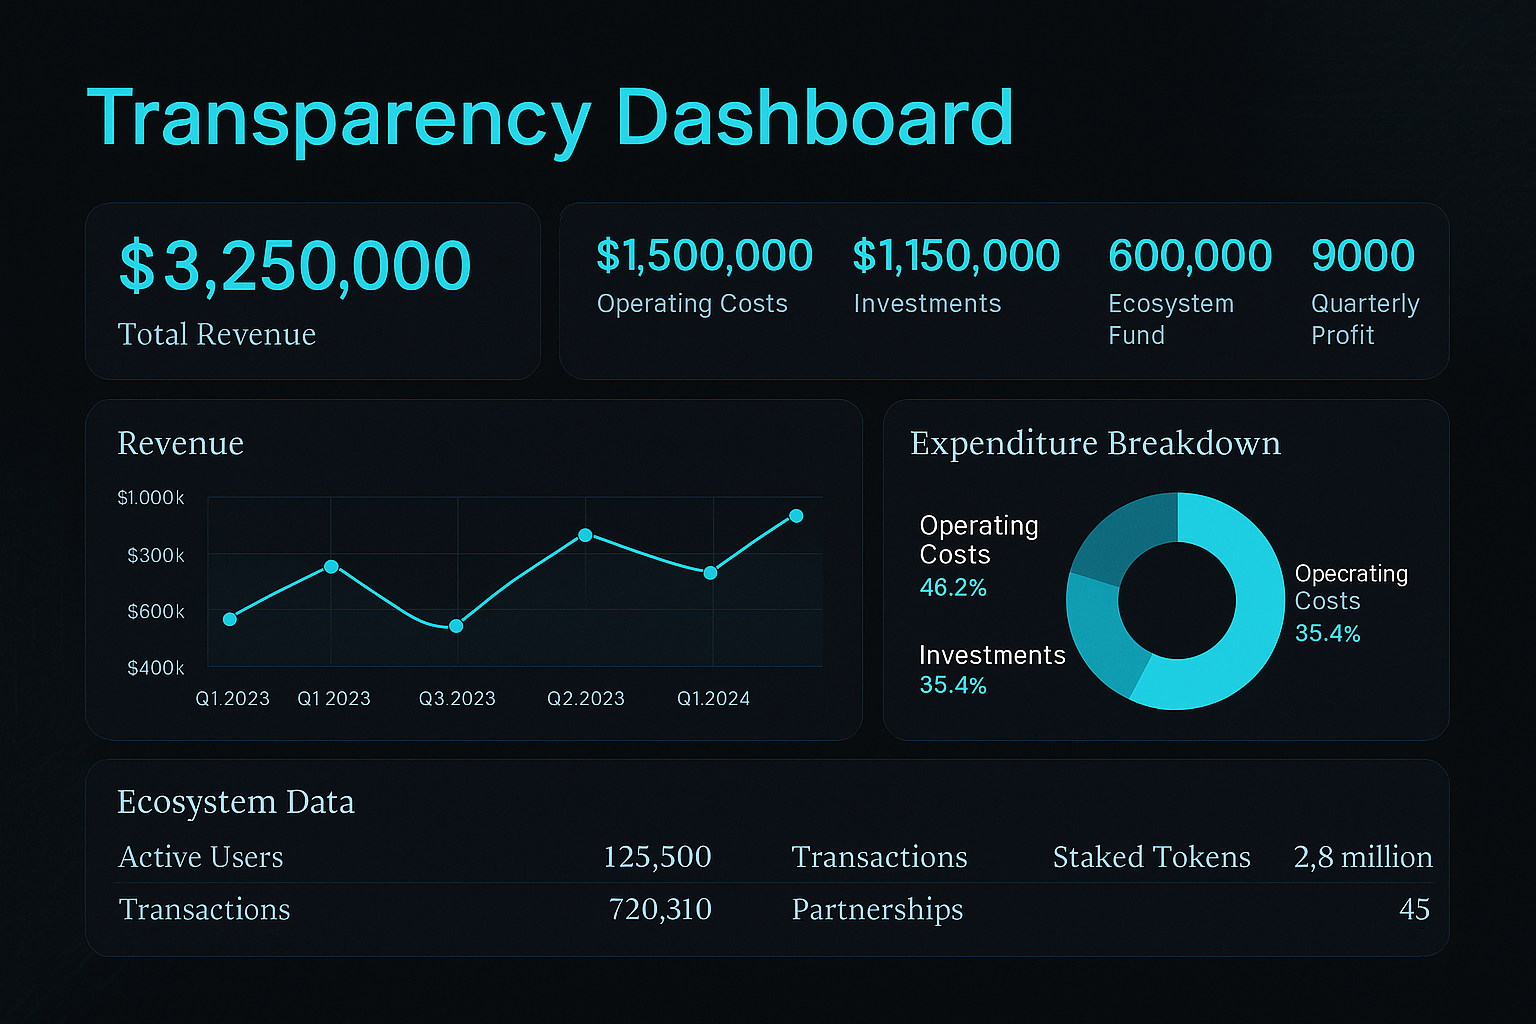 Transparency Dashboard
$3,250,000
Total Revenue
$1,500,000
Operating Costs
$1,150,000
Investments
600,000
Ecosystem
Fund
9000
Quarterly
Profit
Revenue
$1.000k
$300k
$600k
$400k
Q1.2023 Q1 2023 Q3.2023 Q2.2023 Q1.2024
Expenditure Breakdown
Operating
Costs
46.2%
Investments
35.4%
Opecrating
Costs
35.4%
Ecosystem Data
Active Users 125,500 Transactions Staked Tokens 2,8 million
Transactions 720,310 Partnerships 45